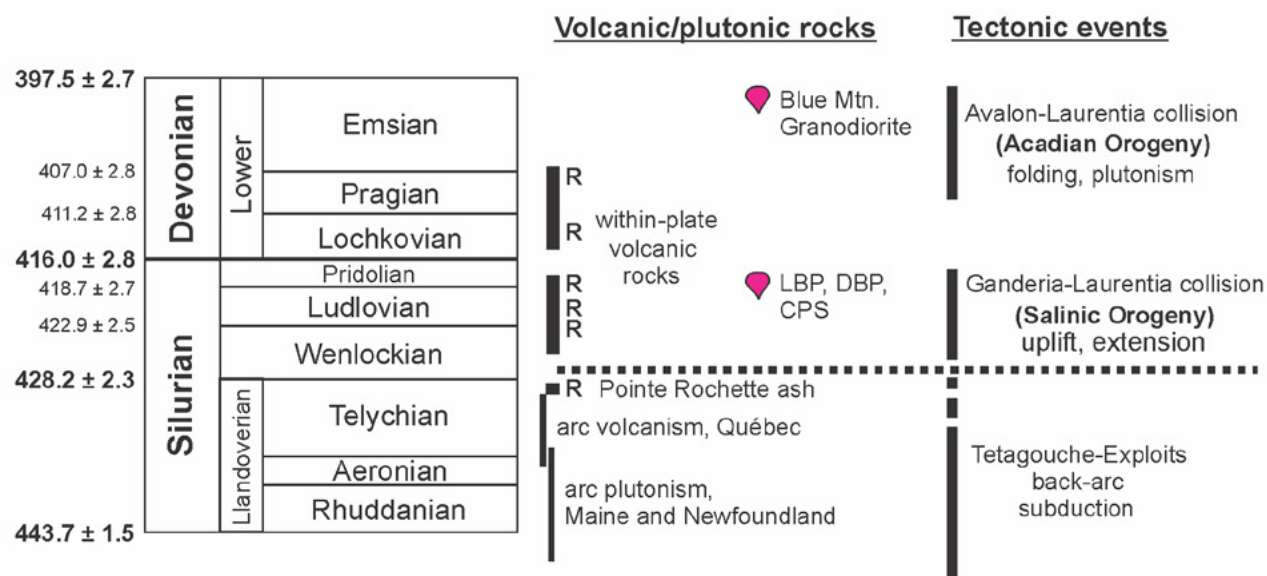 Volcanic/plutonic rocks
Tectonic events
397.5 ± 2.7
407.0 ± 2.8
411.2 ± 2.8
416.0 ± 2.8
418.7 ± 2.7
422.9 ± 2.5
428.2 ± 2.3
443.7 ± 1.5
Devonian
Lower
Emsian
Pragian
Lochkovian
Silurian
Pridolian
Ludlovian
Wenlockian
Llandoverian
Telychian
Aeronian
Rhuddanian
R
R
within-plate
volcanic
rocks
R
R
R
R Pointe Rochette ash
arc volcanism, Québec
arc plutonism,
Maine and Newfoundland
Blue Mtn.
Granodiorite
LBP, DBP,
CPS
Avalon-Laurentia collision
(Acadian Orogeny)
folding, plutonism
Ganderia-Laurentia collision
(Salinic Orogeny)
uplift, extension
Tetagouche-Exploits
back-arc
subduction